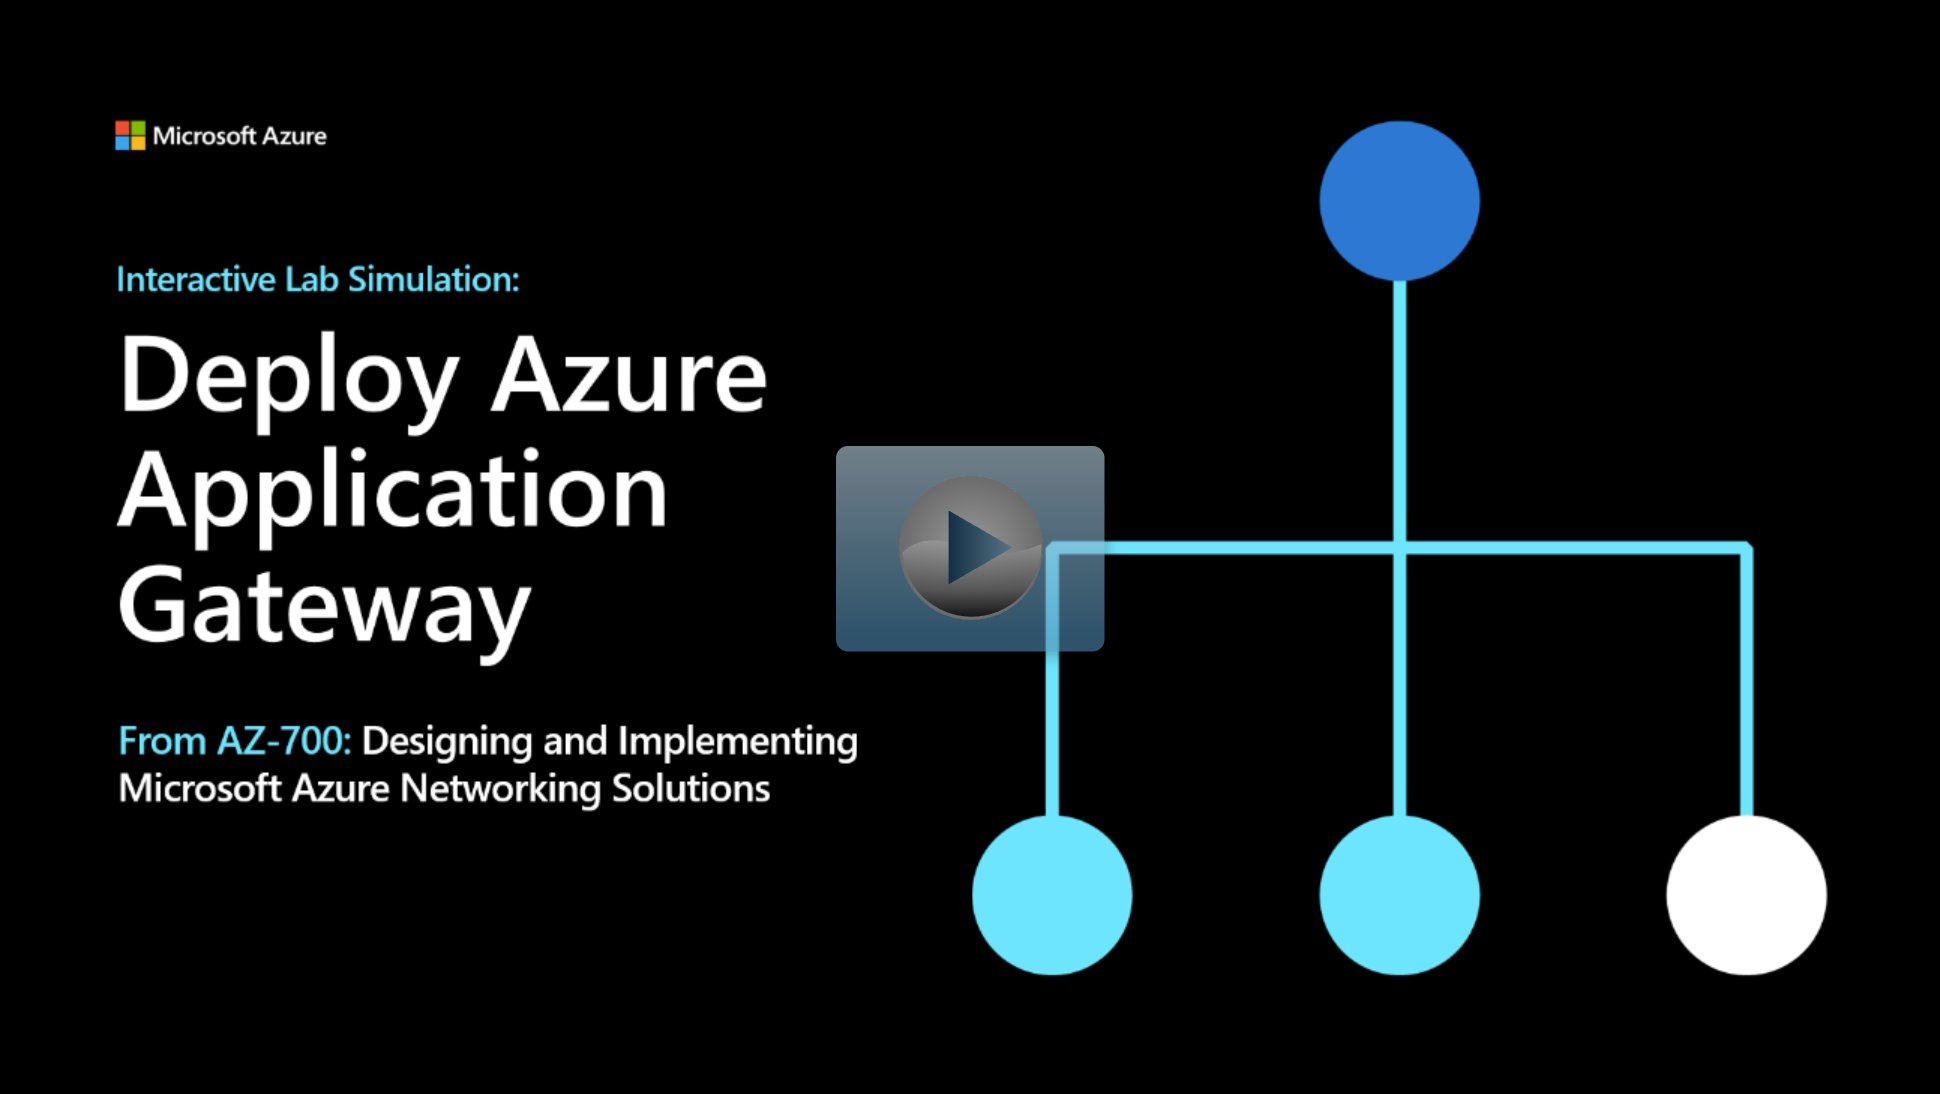 Microsoft Azure
Interactive Lab Simulation:
Deploy Azure
Application
Gateway
From AZ-700: Designing and Implementing
Microsoft Azure Networking Solutions